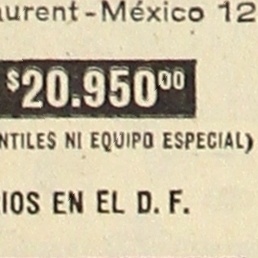 aurent-México 12
$20.950⁰⁰
NTILES NI EQUIPO ESPECIAL)
IOS EN EL D. F.